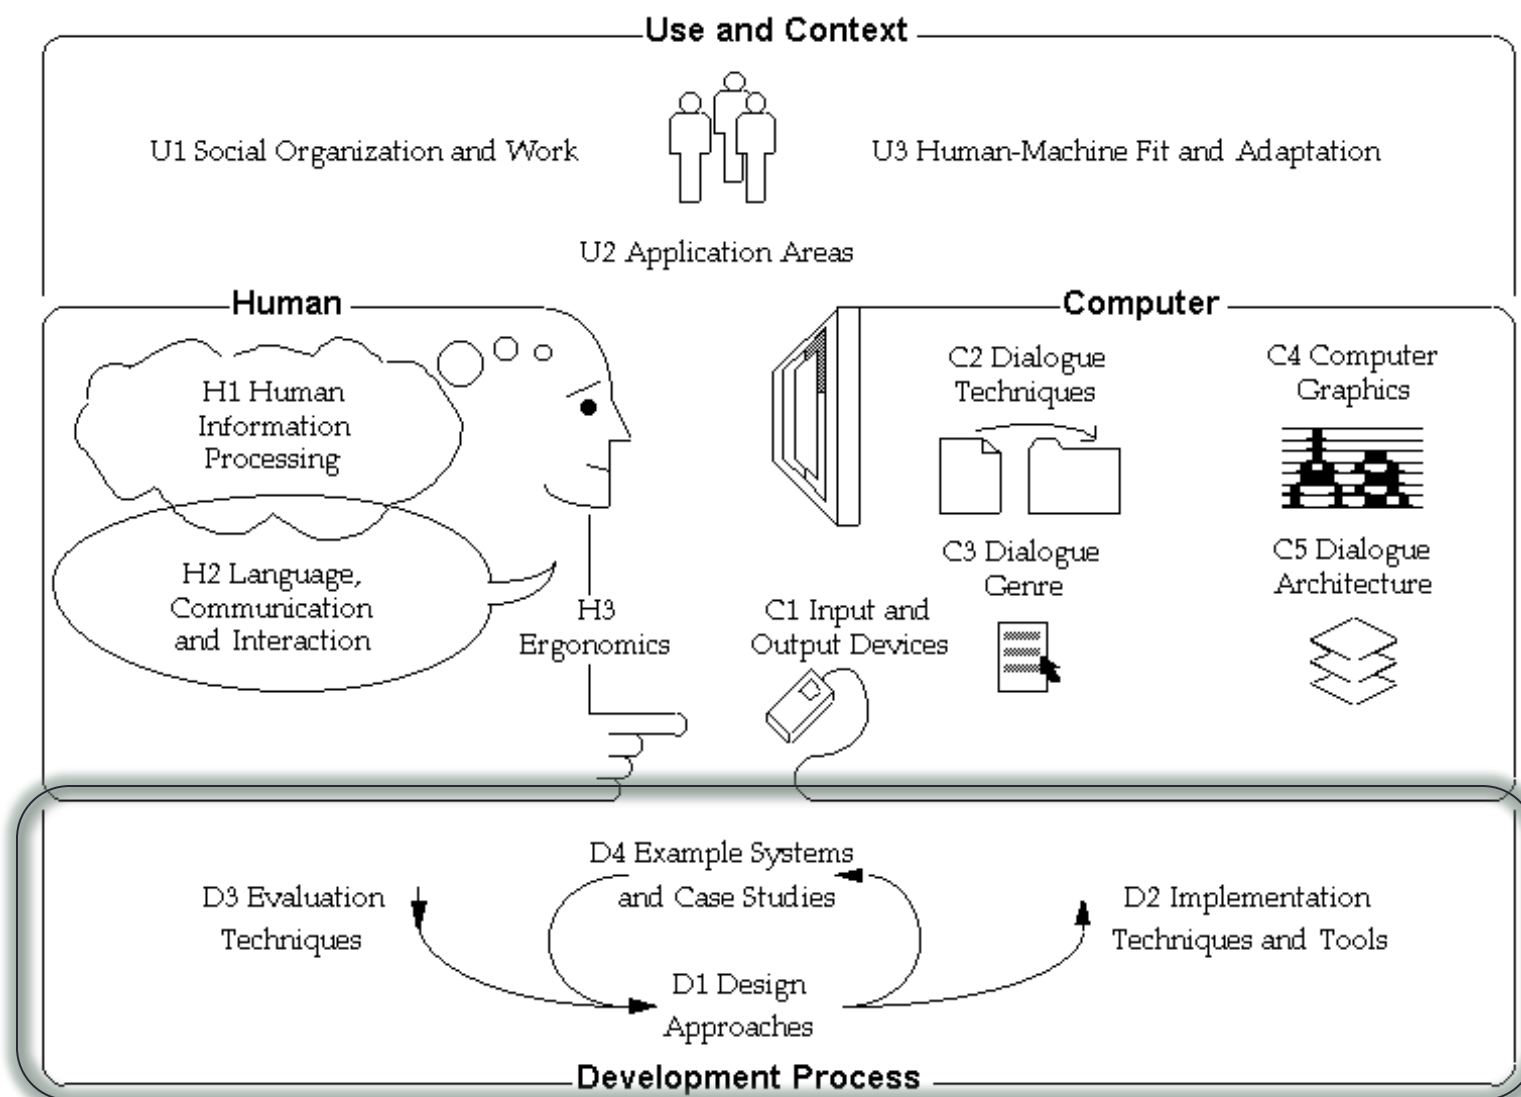 Use and Context
U1 Social Organization and Work
U3 Human-Machine Fit and Adaptation
U2 Application Areas
Human
H1 Human
Information
Processing
H2 Language,
Communication
and Interaction
H3
Ergonomics
Computer
C1 Input and
Output Devices
C2 Dialogue
Techniques
C3 Dialogue
Genre
C4 Computer
Graphics
C5 Dialogue
Architecture
D3 Evaluation
Techniques
D4 Example Systems
and Case Studies
D1 Design
Approaches
D2 Implementation
Techniques and Tools
Development Process